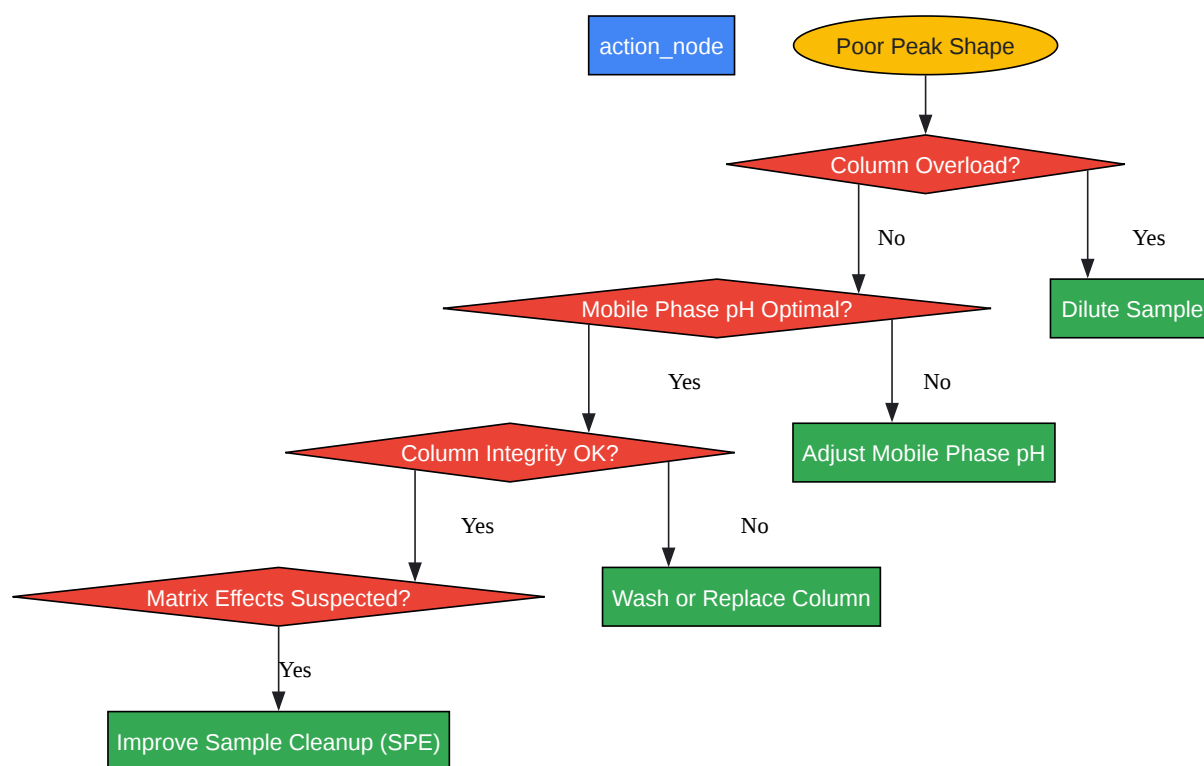 action_node
Poor Peak Shape
Column Overload?
No
Yes
Mobile Phase pH Optimal?
Dilute Sample
Yes
No
Column Integrity OK?
Adjust Mobile Phase pH
Yes
No
Matrix Effects Suspected?
Wash or Replace Column
Yes
Improve Sample Cleanup (SPE)